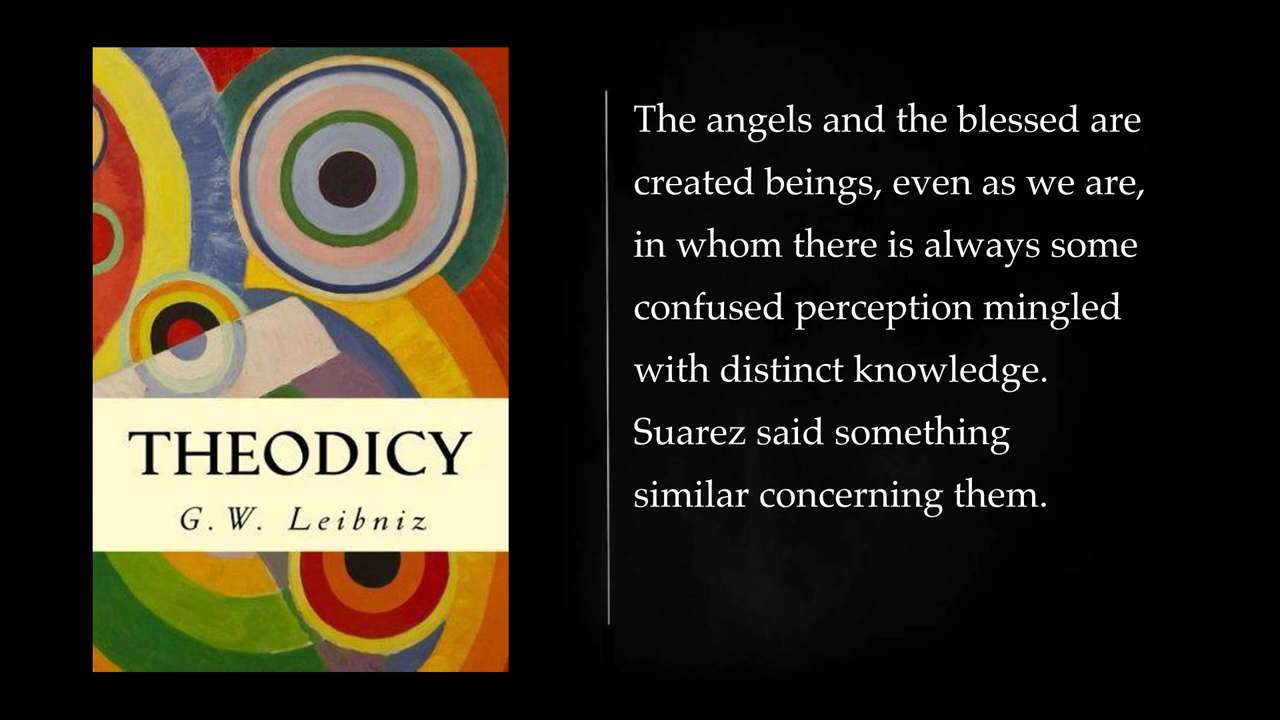 THEODICY
G. W. Leibniz
The angels and the blessed are
created beings, even as we are,
in whom there is always some
confused perception mingled
with distinct knowledge.
Suarez said something
similar concerning them.